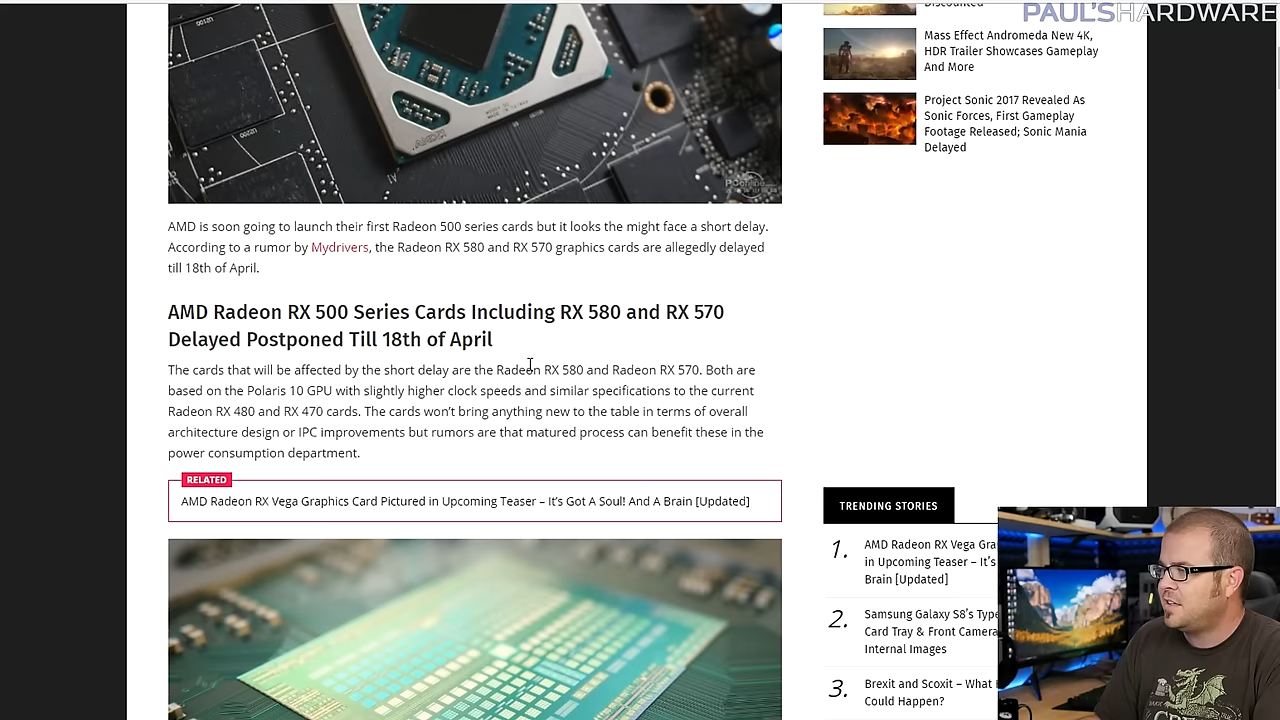 Discounted
PAUL'SHARDWARE
Mass Effect Andromeda New 4K,
HDR Trailer Showcases Gameplay
And More
Project Sonic 2017 Revealed As
Sonic Forces, First Gameplay
Footage Released; Sonic Mania
Delayed
AMD is soon going to launch their first Radeon 500 series cards but it looks the might face a short delay.
According to a rumor by Mydrivers, the Radeon RX 580 and RX 570 graphics cards are allegedly delayed
till 18th of April.
AMD Radeon RX 500 Series Cards Including RX 580 and RX 570
Delayed Postponed Till 18th of April
The cards that will be affected by the short delay are the Radeon RX 580 and Radeon RX 570. Both are
based on the Polaris 10 GPU with slightly higher clock speeds and similar specifications to the current
Radeon RX 480 and RX 470 cards. The cards won't bring anything new to the table in terms of overall
architecture design or IPC improvements but rumors are that matured process can benefit these in the
power consumption department.
RELATED
AMD Radeon RX Vega Graphics Card Pictured in Upcoming Teaser – It's Got A Soul! And A Brain [Updated]
TRENDING STORIES
1.
AMD Radeon RX Vega Gra
in Upcoming Teaser – It's
Brain [Updated]
2.
Samsung Galaxy S8's Type
Card Tray & Front Camera
Internal Images
3.
Brexit and Scoxit – What
Could Happen?